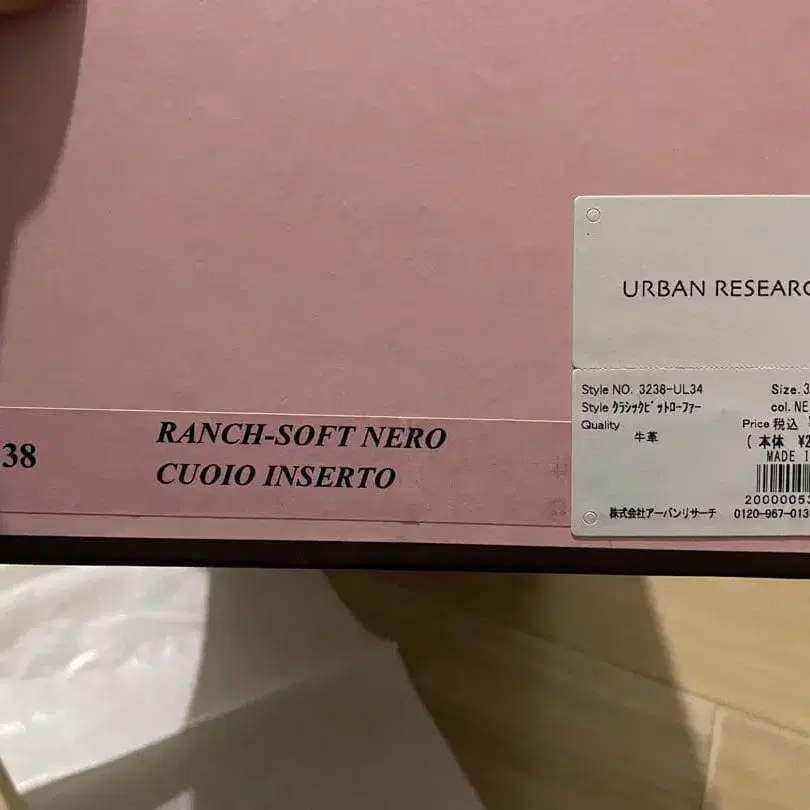 38
RANCH-SOFT NERO
CUOIO INSERTO
URBAN RESEARC
Style NO. 3238-UL34 Size.3
Style クラシックビットローファー col.NE
Quality Price 税込
牛革 (本体 ¥2
MADE I
2000005
株式会社アーバンリサーチ 0120-967-013